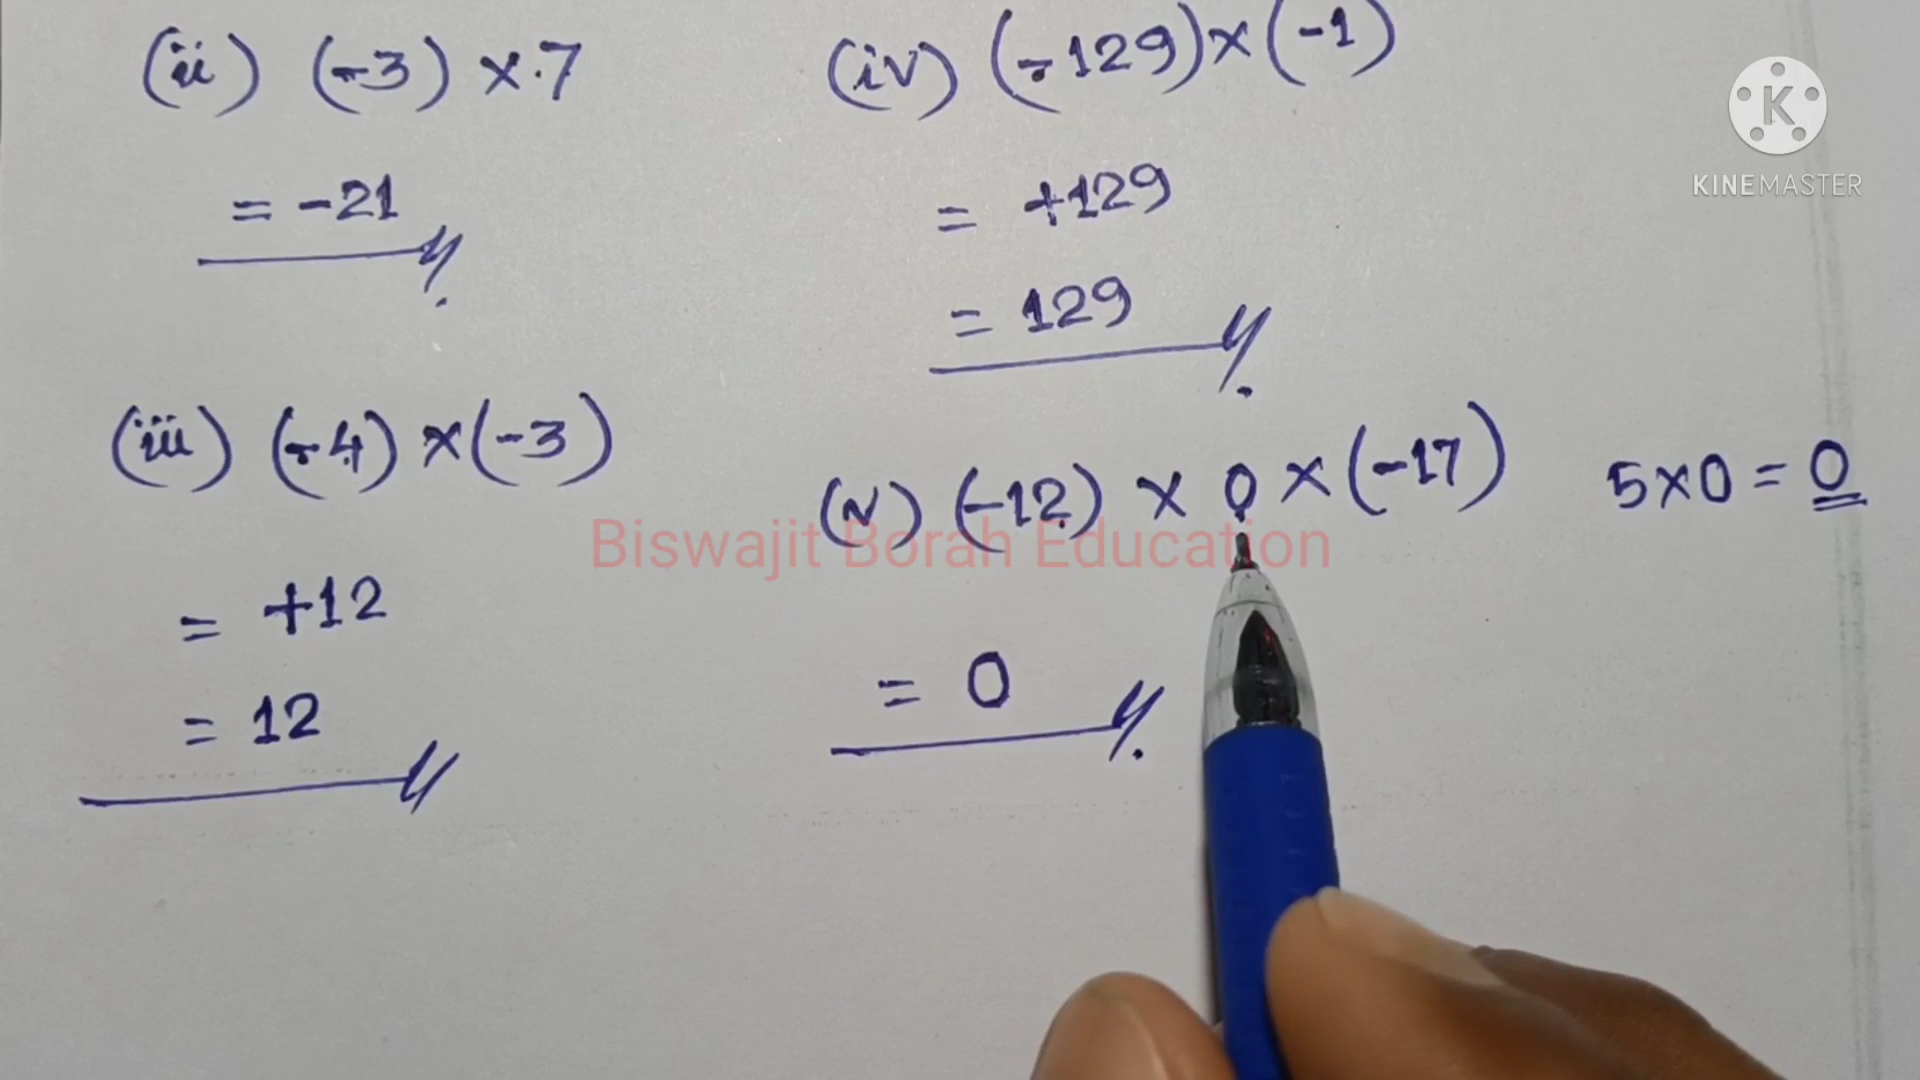 (ii) (-3) × 7
= -21
(iii) (-4) × (-3)
= +12
= 12
(iv) (-129) × (-1)
= +129
= 129
(v) (-12) × 0 × (-17)
5 × 0 = 0
= 0
Biswajit Borah Education
K
KINEMASTER